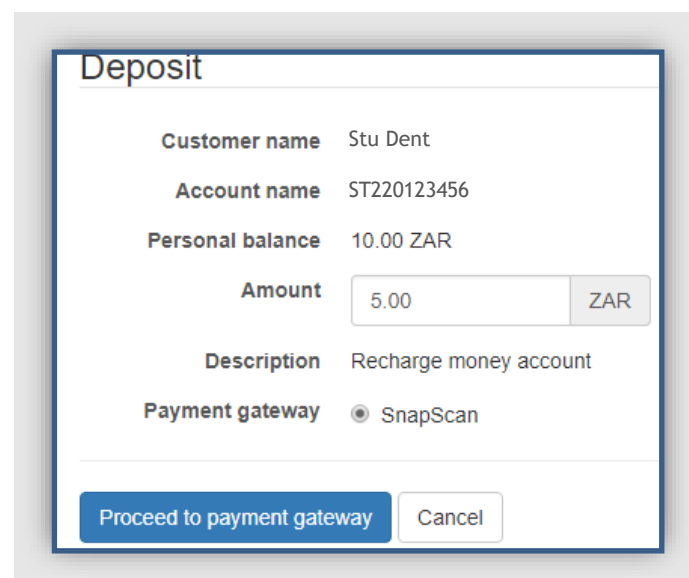 Deposit
Customer name Stu Dent
Account name ST220123456
Personal balance 10.00 ZAR
Amount 5.00 ZAR
Description Recharge money account
Payment gateway SnapScan
Proceed to payment gateway Cancel